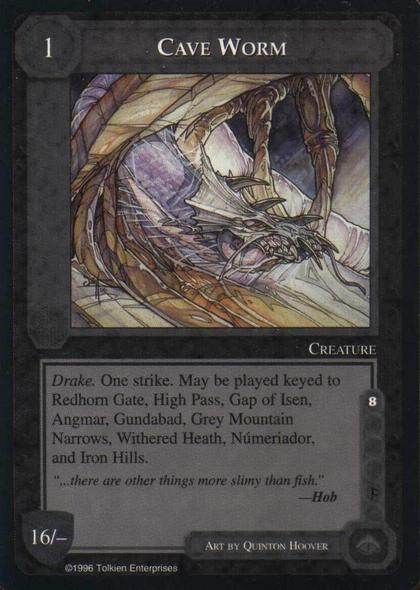 1
CAVE WORM
CREATURE
Drake. One strike. May be played keyed to
Redhorn Gate, High Pass, Gap of Isen,
Angmar, Gundabad, Grey Mountain
Narrows, Withered Heath, Númeriador,
and Iron Hills.
"...there are other things more slimy than fish."
—Hob
8
F
16/–
ART BY QUINTON HOOVER
©1996 Tolkien Enterprises